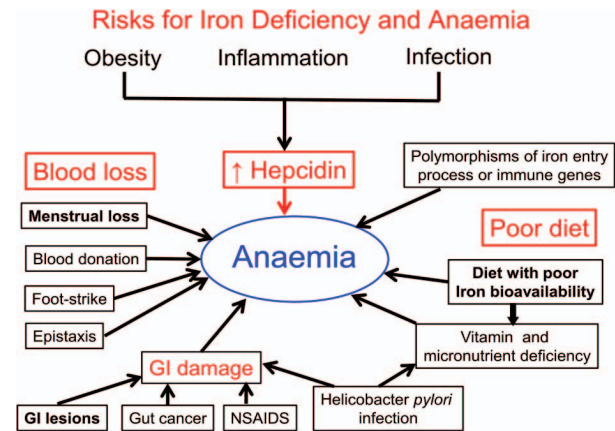 Risks for Iron Deficiency and Anaemia
Obesity
Inflammation
Infection
Blood loss
↑ Hepcidin
Polymorphisms of iron entry
process or immune genes
Menstrual loss
Poor diet
Blood donation
Anaemia
Diet with poor
Iron bioavailability
Foot-strike
Epistaxis
Vitamin and
micronutrient deficiency
GI damage
GI lesions
Gut cancer
NSAIDS
Helicobacter pylori
infection